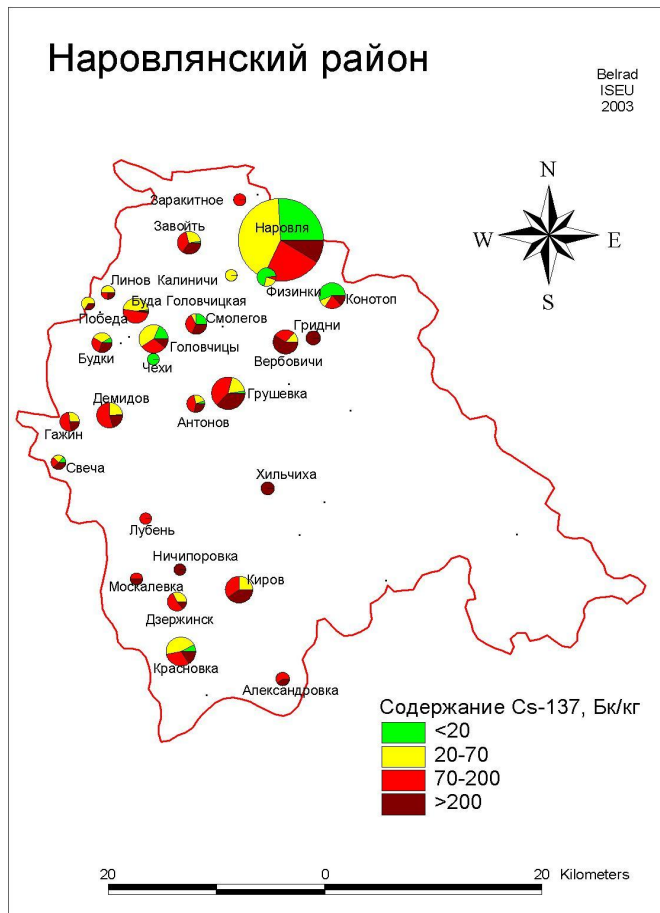 Наровлянский район
Belrad
ISEU
2003
N
W
E
S
Заракитное
Завойть
Наровля
Линов
Калиничи
Физинки
Конотоп
Буда Головчицкая
Победа
Смолегов
Гридни
Будки
Головчицы
Вербовичи
Чехи
Демидов
Грушевка
Антонов
Гажин
Свеча
Хильчиха
Лубень
Ничипоровка
Москалевка
Киров
Дзержинск
Красновка
Александровка
Содержание Cs-137, Бк/кг
<20
20-70
70-200
>200
20 0 20 Kilometers